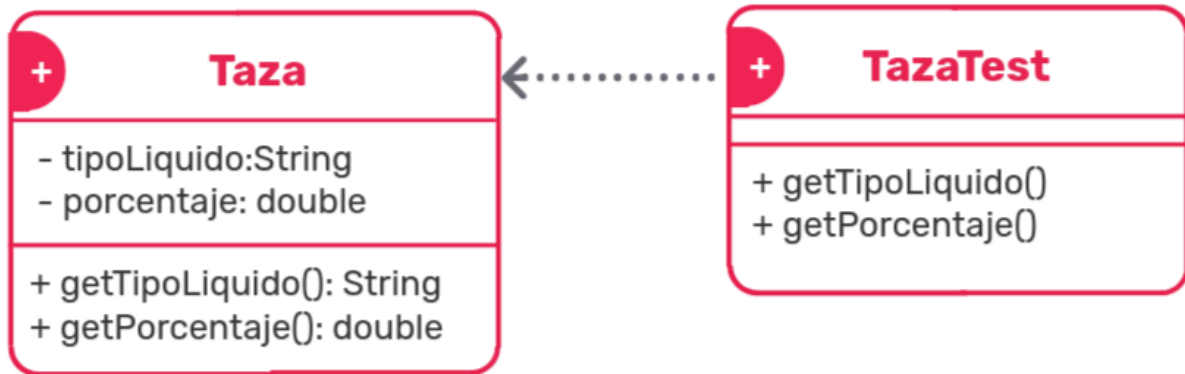 +
Taza
- tipoLiquido:String
- porcentaje: double
+ getTipoLiquido(): String
+ getPorcentaje(): double
+
TazaTest
+ getTipoLiquido()
+ getPorcentaje()